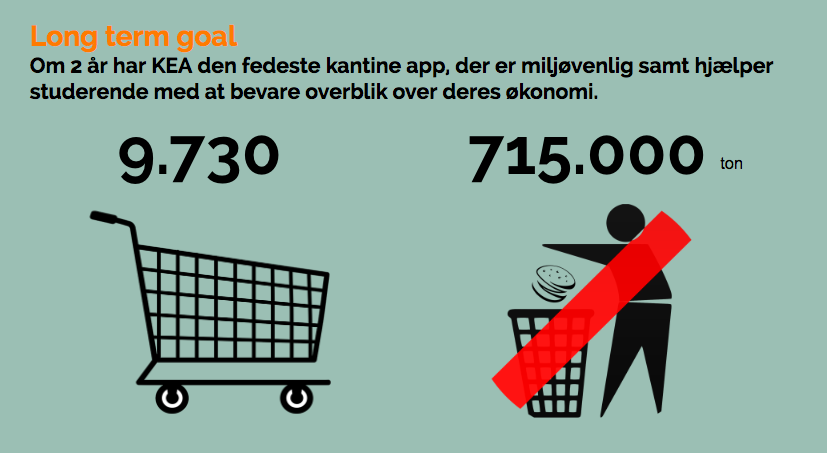 Long term goal
Om 2 år har KEA den fedeste kantine app, der er miljøvenlig samt hjælper
studerende med at bevare overblik over deres økonomi.
9.730
715.000 ton